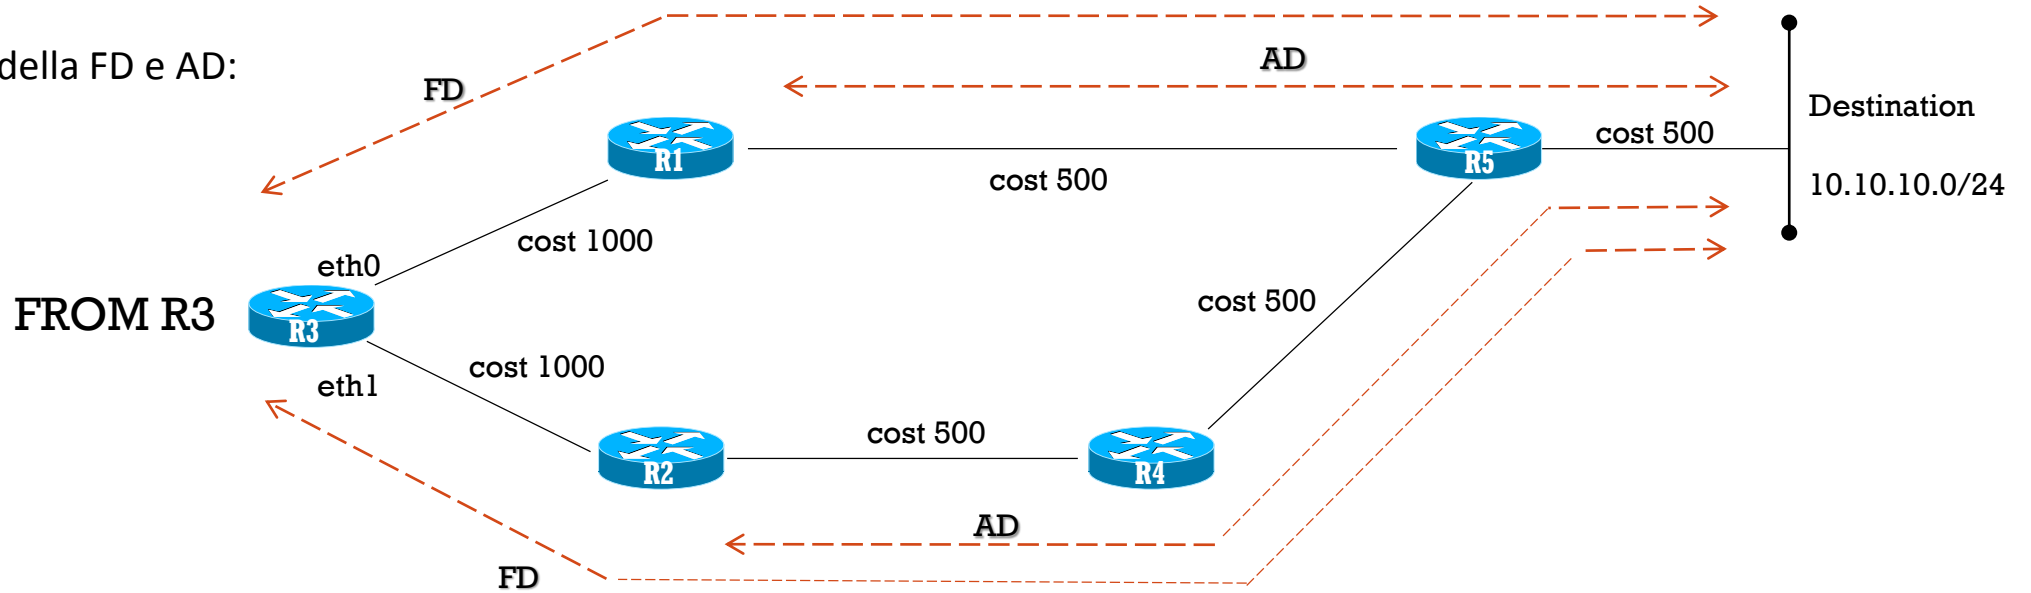 della FD e AD:
FD
AD
Destination
10.10.10.0/24
R1
R5
cost 500
cost 500
cost 1000
eth0
FROM R3
R3
cost 500
eth1
cost 1000
cost 500
R2
R4
AD
FD